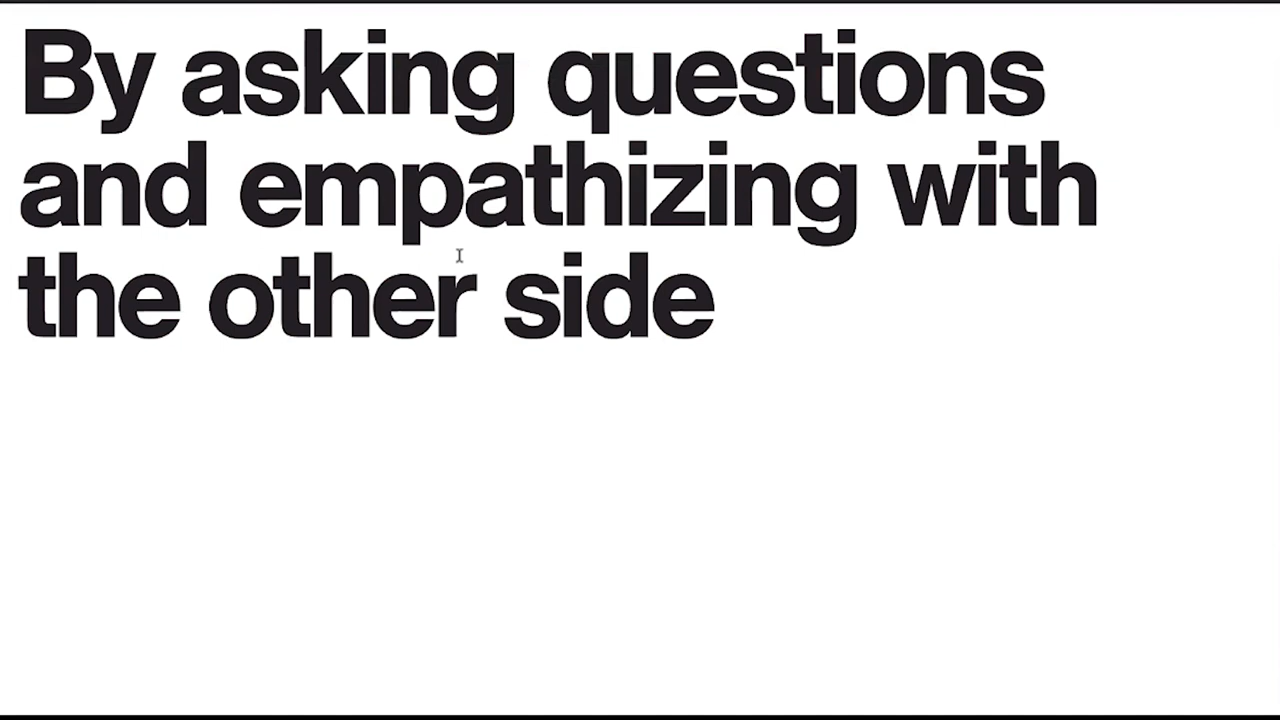 By asking questions
and empathizing with
the other side